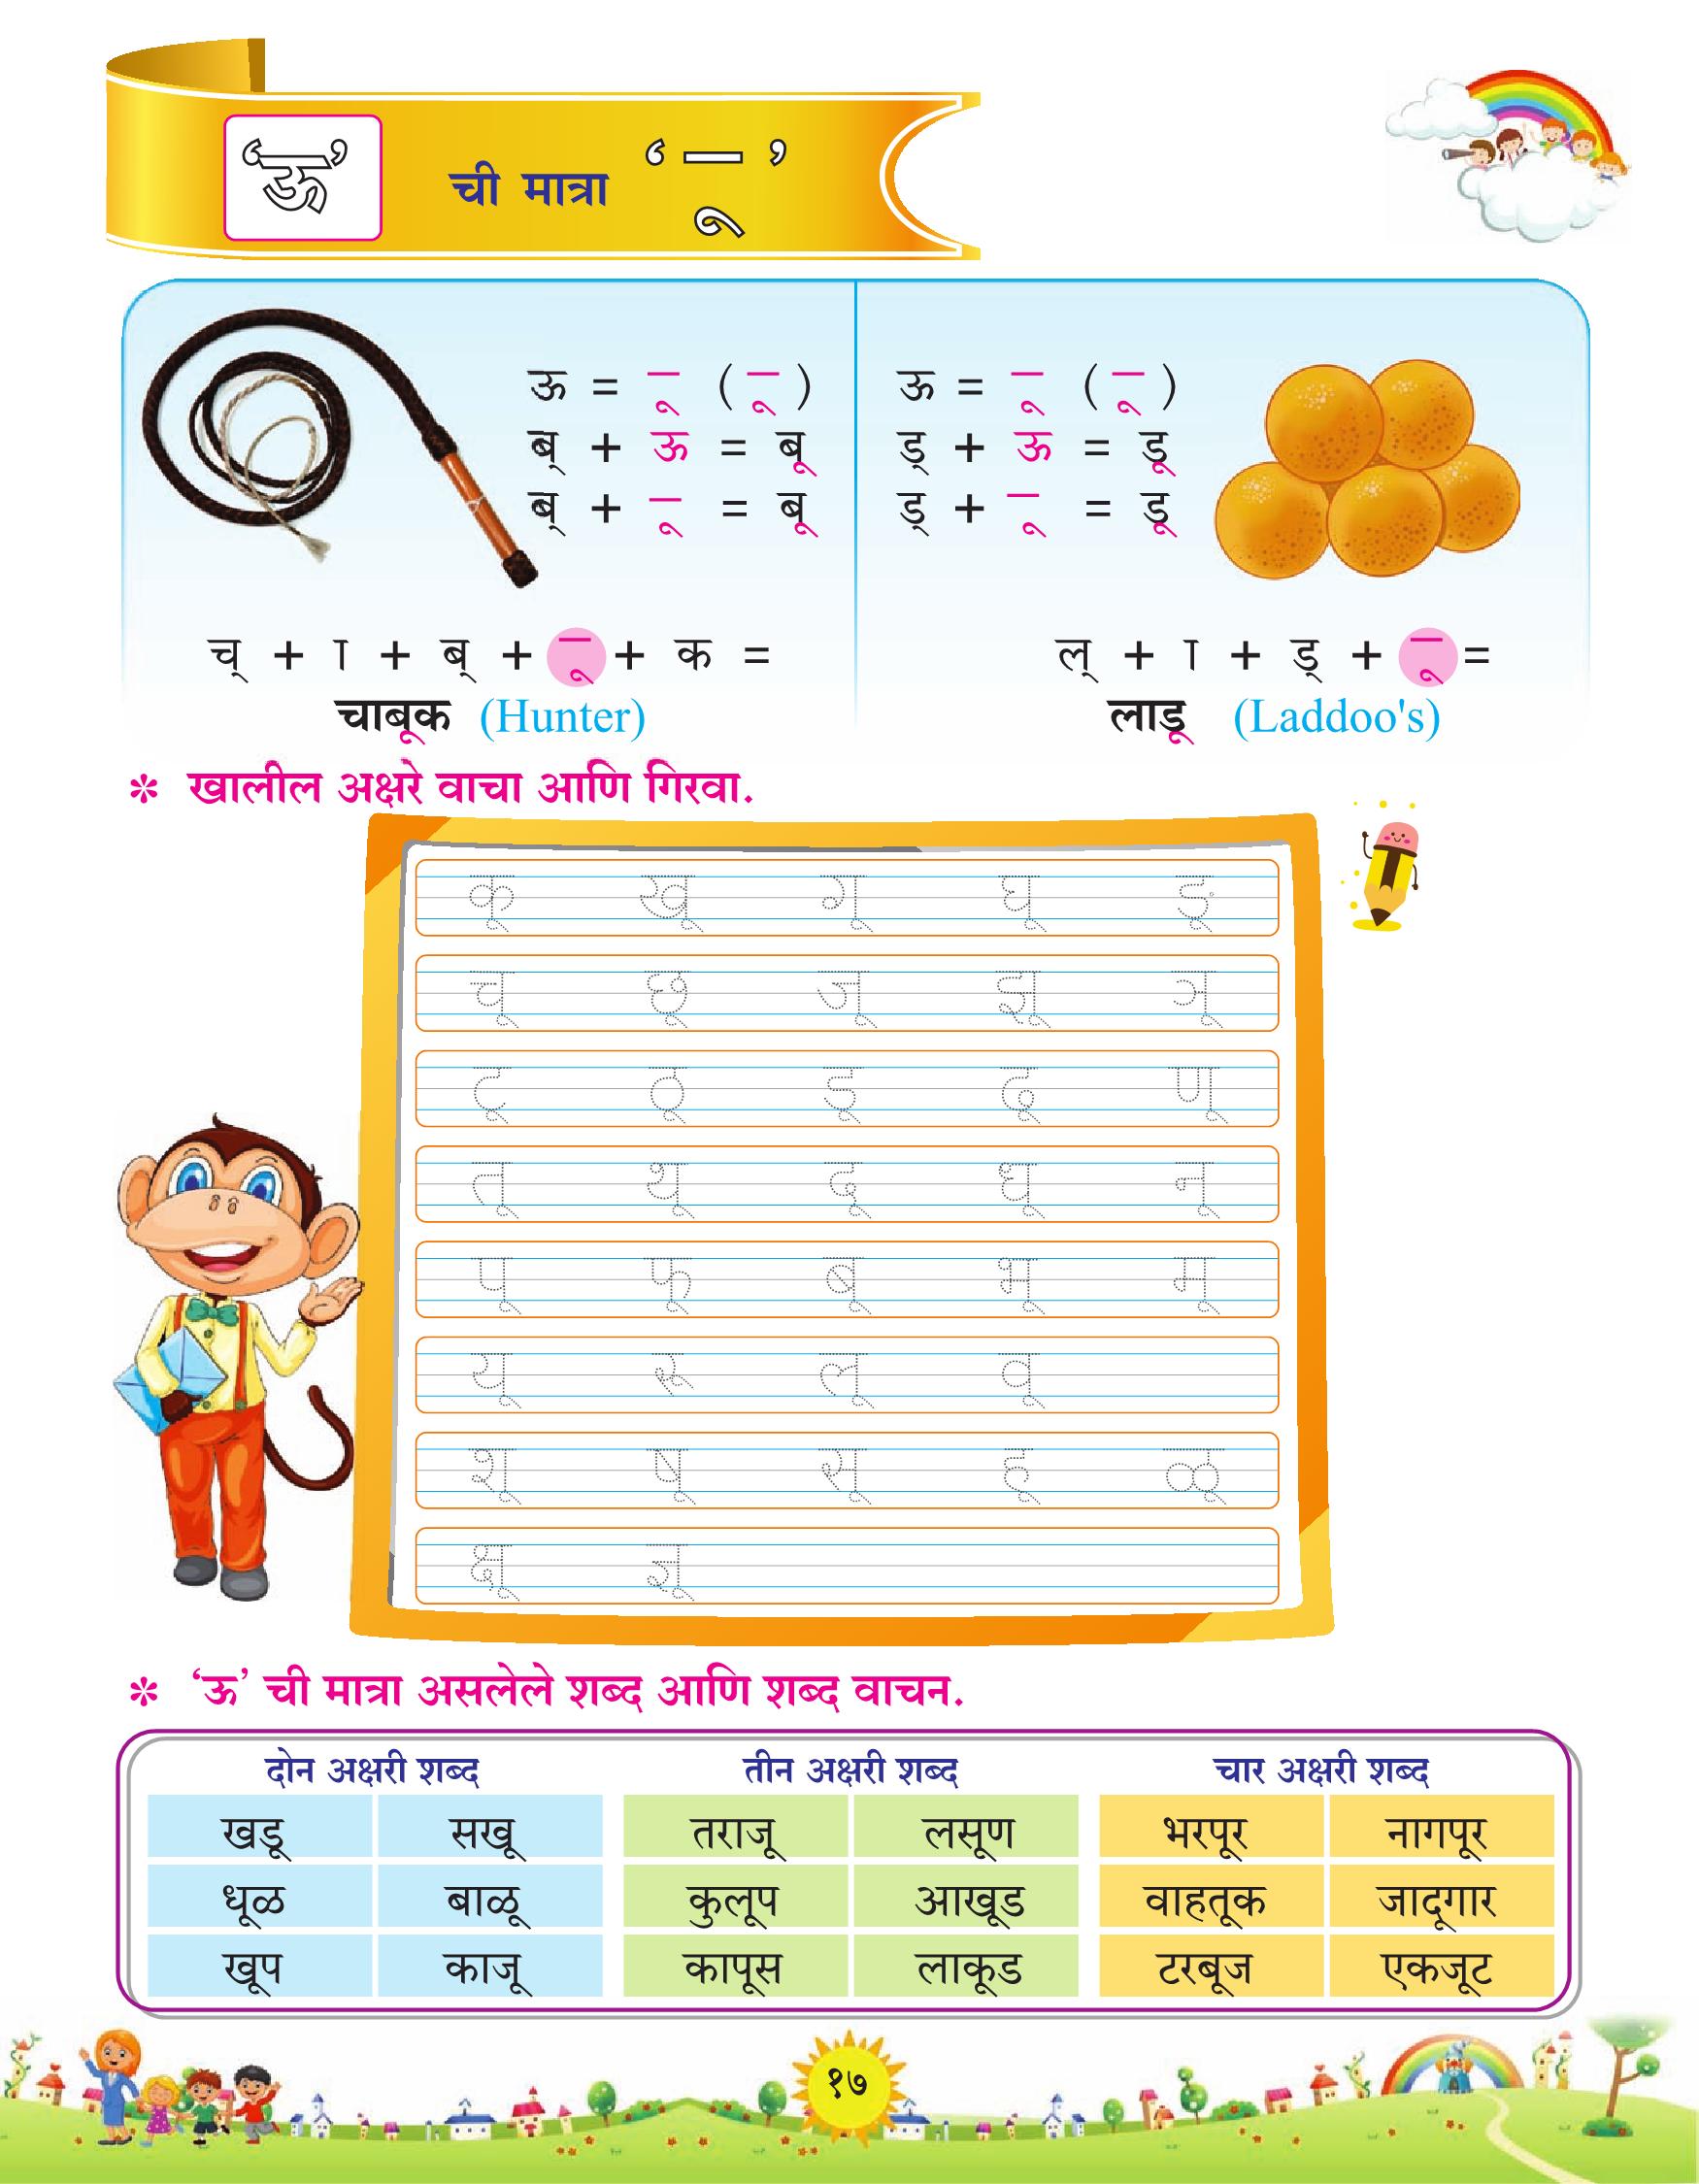 ‘ऊ’ ची मात्रा ‘ ू ’
ऊ = ू ( ू )
ब् + ऊ = बू
ब् + ू = बू
च् + ा + ब् + ू + क =
चाबूक (Hunter)
ऊ = ू ( ू )
ड् + ऊ = डू
ड् + ू = डू
ल् + ा + ड् + ू =
लाडू (Laddoo's)
* खालील अक्षरे वाचा आणि गिरवा.
कू खू गू घू ङू
चू छू जू झू ञू
टू ठू डू ढू णू
तू थू दू धू नू
पू फू बू भू मू
यू रू लू वू
शू षू सू हू ळू
क्षू ज्ञू
* ‘ऊ’ ची मात्रा असलेले शब्द आणि शब्द वाचन.
दोन अक्षरी शब्द तीन अक्षरी शब्द चार अक्षरी शब्द
खडू सखू तराजू लसूण भरपूर नागपूर
धूळ बाळू कुलूप आखूड वाहतूक जादूगार
खूप काजू कापूस लाकूड टरबूज एकजूट
१७